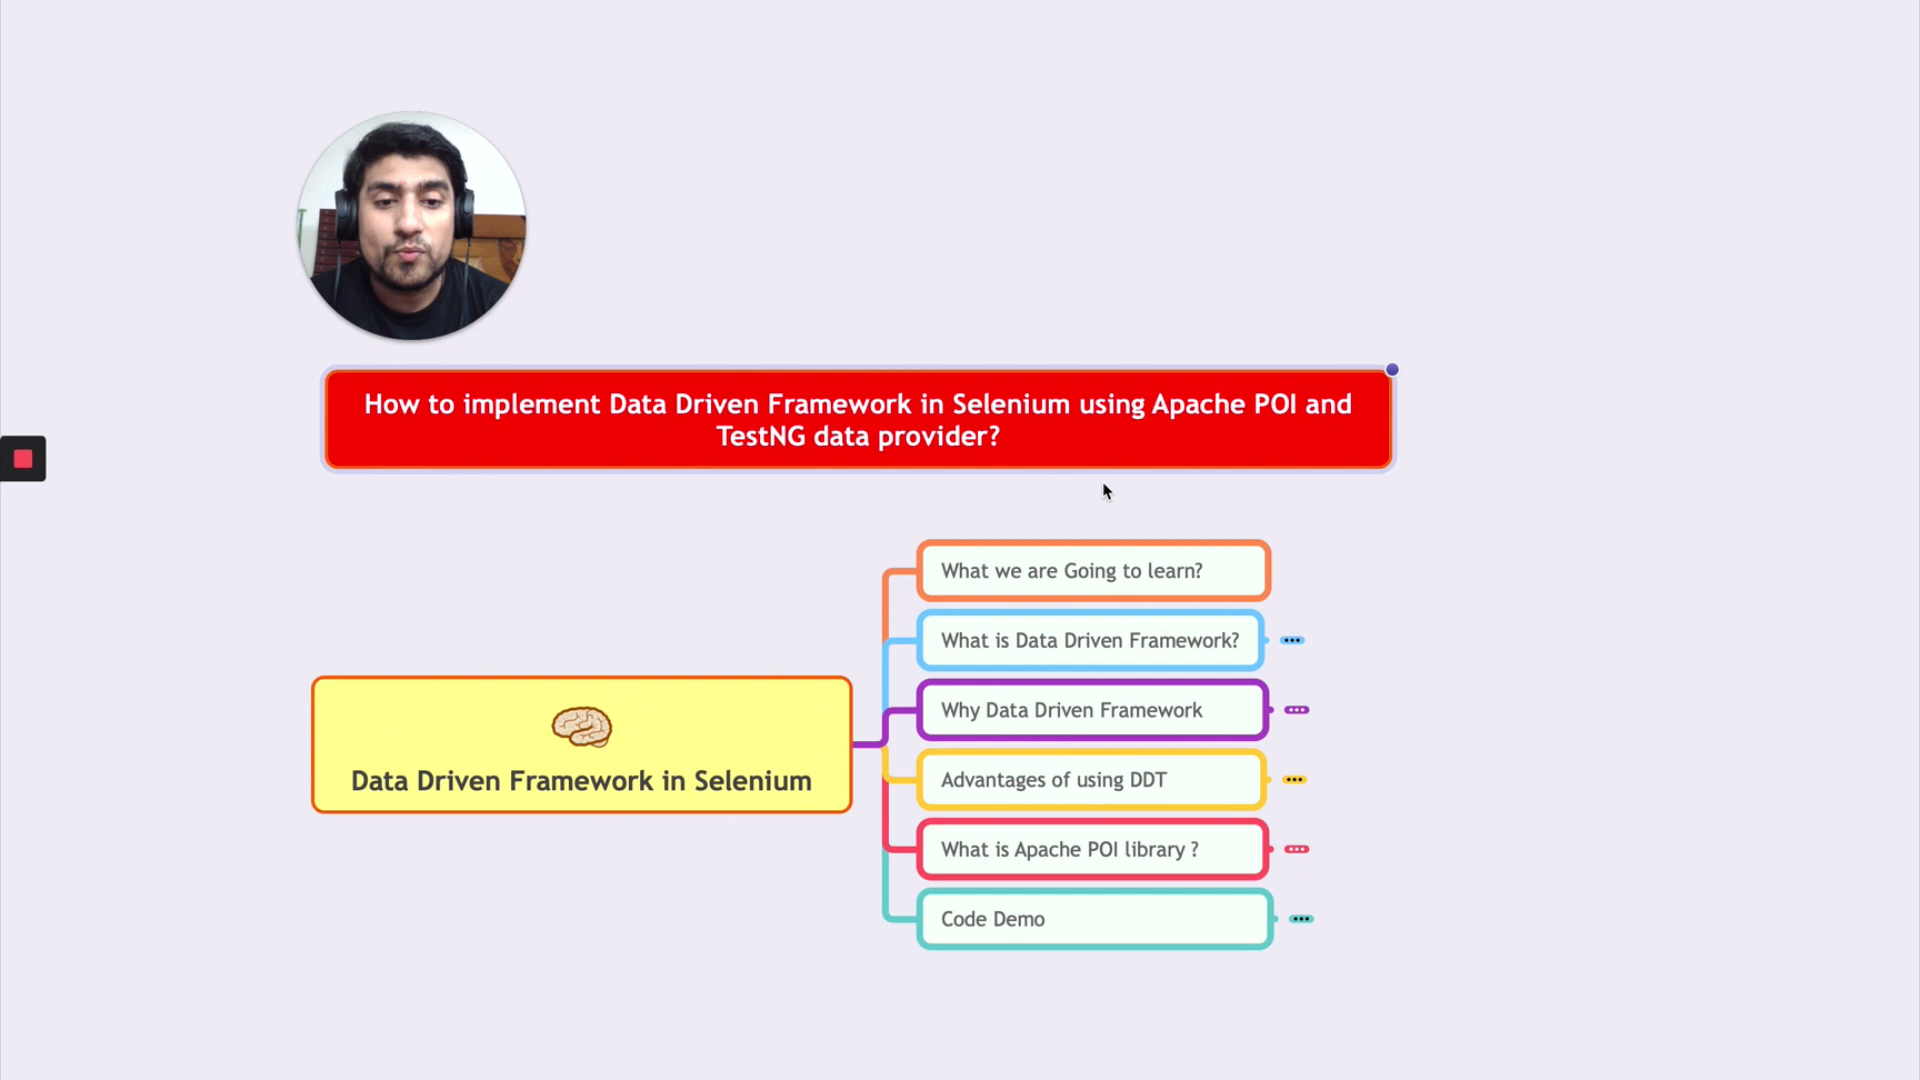 How to implement Data Driven Framework in Selenium using Apache POI and
TestNG data provider?
What we are Going to learn?
What is Data Driven Framework?
Why Data Driven Framework
Data Driven Framework in Selenium
Advantages of using DDT
What is Apache POI library ?
Code Demo